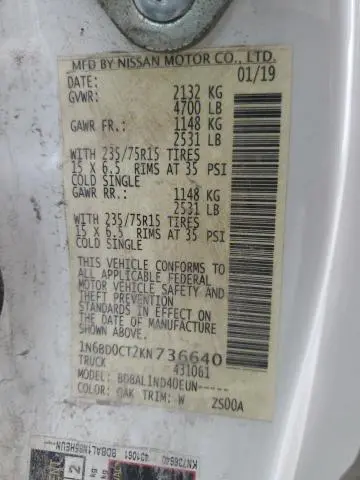 MFD BY NISSAN MOTOR CO., LTD.
DATE: 01/19
GVWR: 2132 KG
4700 LB
GAWR FR.: 1148 KG
2531 LB
WITH 235/75R15 TIRES
15 X 6.5 RIMS AT 35 PSI
COLD SINGLE
GAWR RR.: 1148 KG
2531 LB
WITH 235/75R15 TIRES
15 X 6.5 RIMS AT 35 PSI
COLD SINGLE
THIS VEHICLE CONFORMS TO
ALL APPLICABLE FEDERAL
MOTOR VEHICLE SAFETY AND
THEFT PREVENTION
STANDARDS IN EFFECT ON
THE DATE OF MANUFACTURE
SHOWN ABOVE.
1N6BD0CT2KN736640
TRUCK 431061
MODEL: BDBALIND40EUN-----
COLOR: QAK TRIM: W ZS00A
KN736640
431061